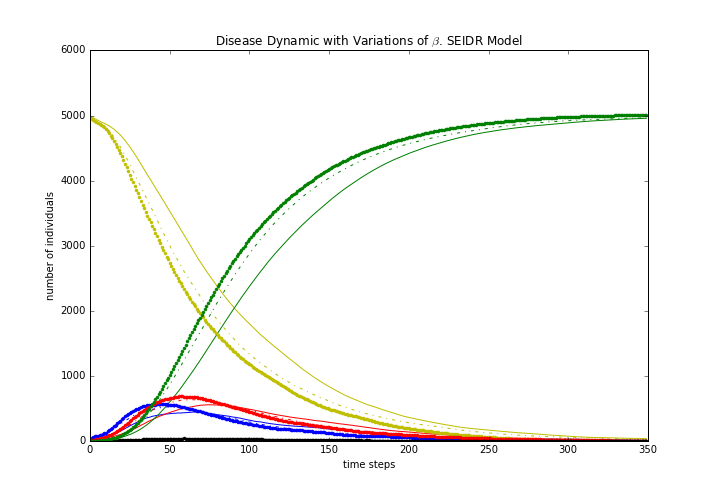 Disease Dynamic with Variations of β. SEIDR Model
6000
5000
4000
3000
2000
1000
0
number of individuals
0 50 100 150 200 250 300 350
time steps